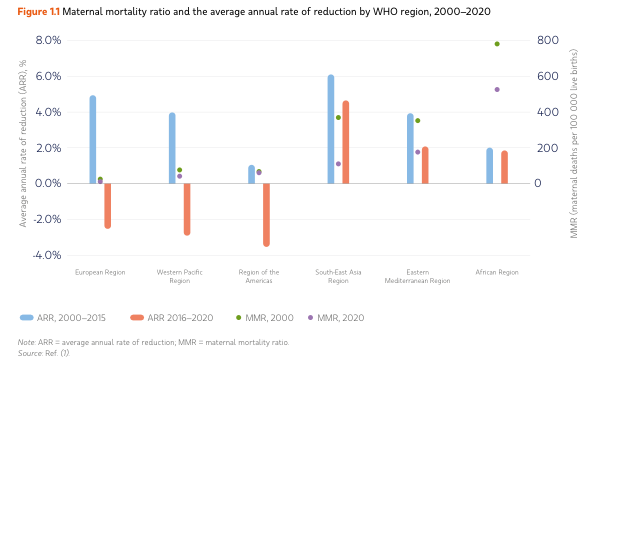 Figure 1.1 Maternal mortality ratio and the average annual rate of reduction by WHO region, 2000–2020
Average annual rate of reduction (ARR), %
8.0%
6.0%
4.0%
2.0%
0.0%
-2.0%
-4.0%
800
600
400
200
0
MMR (maternal deaths per 100 000 live births)
European Region
Western Pacific
Region
Region of the
Americas
South-East Asia
Region
Eastern
Mediterranean Region
African Region
ARR, 2000–2015
ARR 2016–2020
MMR, 2000
MMR, 2020
Note: ARR = average annual rate of reduction; MMR = maternal mortality ratio.
Source: Ref. (1)